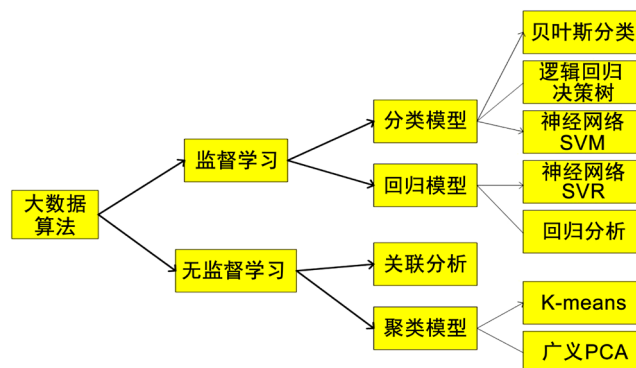 大数据
算法
监督学习
无监督学习
分类模型
回归模型
关联分析
聚类模型
贝叶斯分类
逻辑回归
决策树
神经网络
SVM
神经网络
SVR
回归分析
K-means
广义PCA